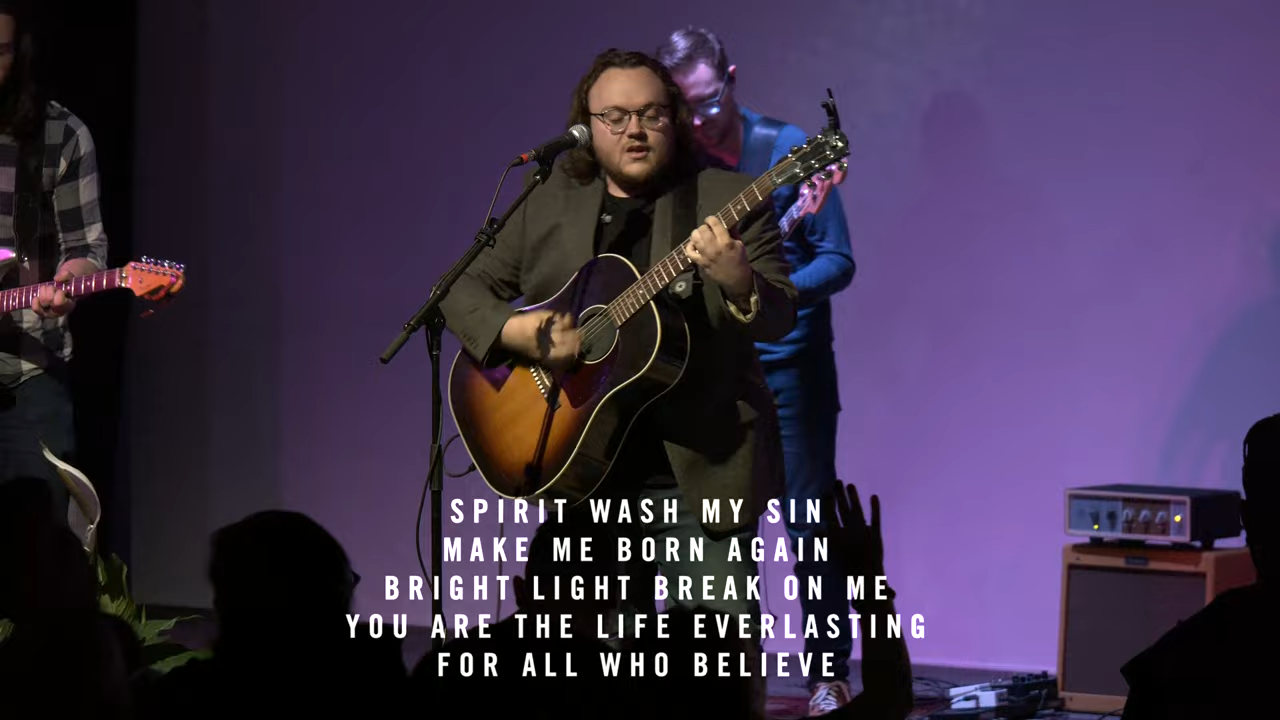 SPIRIT WASH MY SIN
MAKE ME BORN AGAIN
BRIGHT LIGHT BREAK ON ME
YOU ARE THE LIFE EVERLASTING
FOR ALL WHO BELIEVE